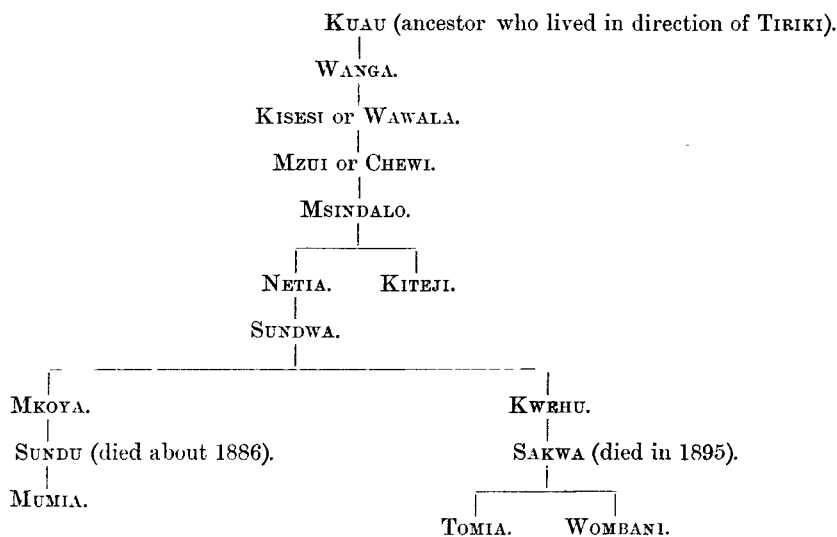 KUAU (ancestor who lived in direction of TIRIKI).
WANGA.
KISESI or WAWALA.
MZUI or CHEWI.
MSINDALO.
NETIA. KITEJI.
SUNDWA.
MKOYA. KWEHU.
SUNDU (died about 1886). SAKWA (died in 1895).
MUMIA.
TOMIA. WOMBANI.